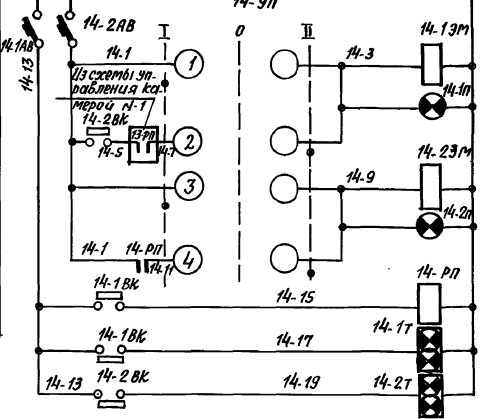 14-УП
14-2АВ
I
О
II
14-1ЭМ
14-1АВ
14-1
1
14-3
14-13
Из схемы уп-
равления ка-
мерой N-1
14-1Л
14-2ВК
13-РП
2
14-5
14-7
14-2ЭМ
3
14-9
14-2Л
14-1
14-РП
14-11
4
14-РП
14-1ВК
14-15
14-1Т
14-1ВК
14-17
14-13
14-2ВК
14-19
14-2Т